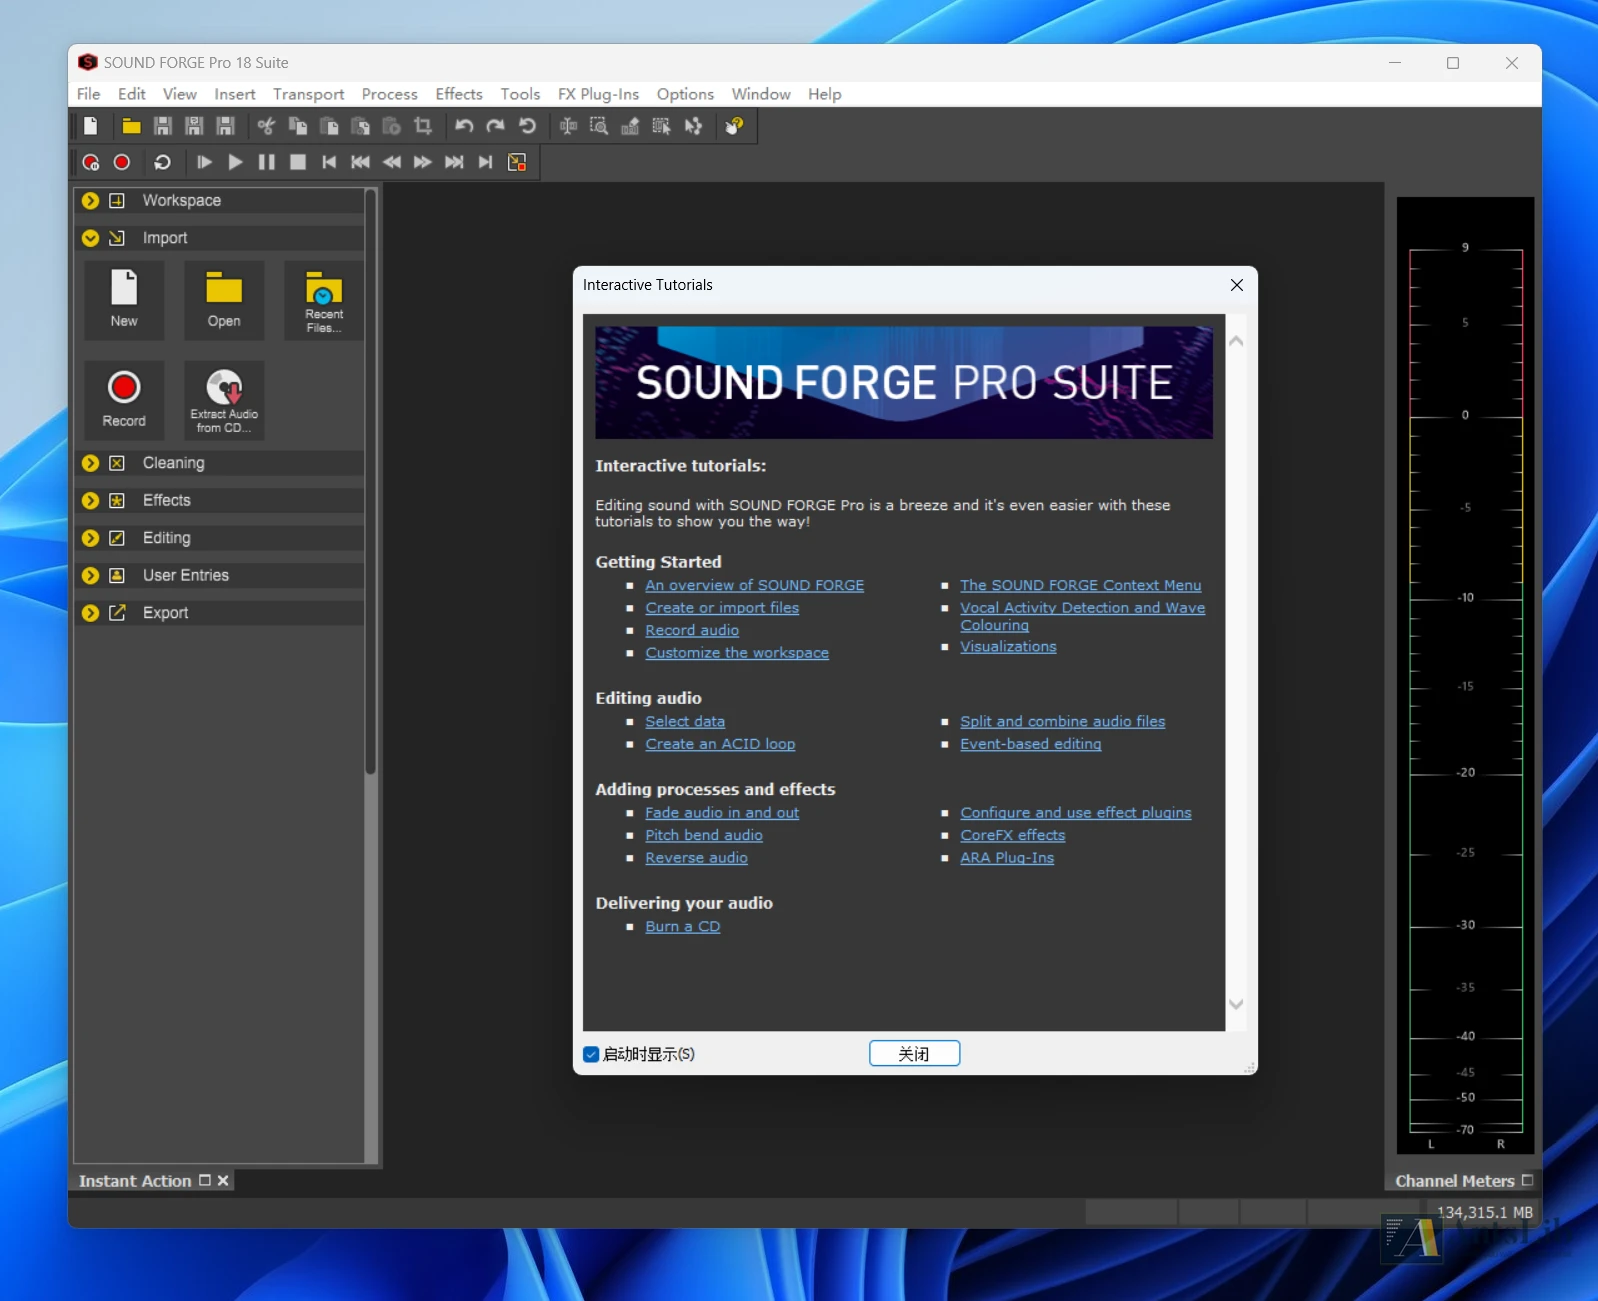 SOUND FORGE Pro 18 Suite
File Edit View Insert Transport Process Effects Tools FX Plug-Ins Options Window Help
Workspace
Import
New
Open
Recent
Files...
Record
Extract Audio
from CD...
Cleaning
Effects
Editing
User Entries
Export
Instant Action
Interactive Tutorials
SOUND FORGE PRO SUITE
Interactive tutorials:
Editing sound with SOUND FORGE Pro is a breeze and it's even easier with these
tutorials to show you the way!
Getting Started
An overview of SOUND FORGE
Create or import files
Record audio
Customize the workspace
The SOUND FORGE Context Menu
Vocal Activity Detection and Wave
Colouring
Visualizations
Editing audio
Select data
Create an ACID loop
Split and combine audio files
Event-based editing
Adding processes and effects
Fade audio in and out
Pitch bend audio
Reverse audio
Configure and use effect plugins
CoreFX effects
ARA Plug-Ins
Delivering your audio
Burn a CD
启动时显示(S)
关闭
9
5
0
-5
-10
-15
-20
-25
-30
-35
-40
-45
-50
-70
L R
Channel Meters
134,315.1 MB